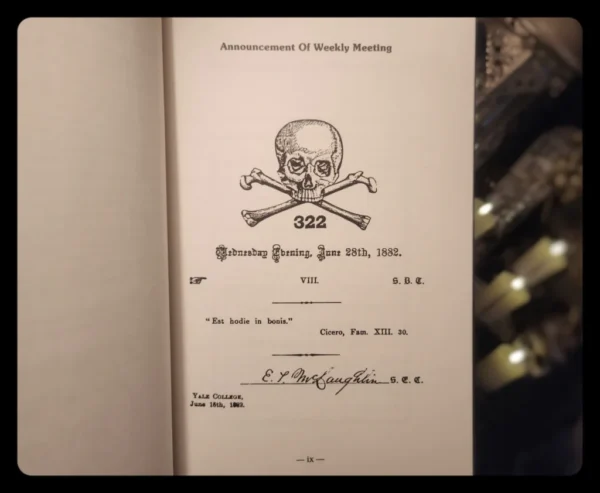 Announcement Of Weekly Meeting
322
Wednesday Evening, June 28th, 1882.
VIII. S. B. T.
"Est hodie in bonis."
Cicero, Fam. XIII. 30.
E. T. McLaughlin S. E. C.
YALE COLLEGE,
June 18th,
— ix —